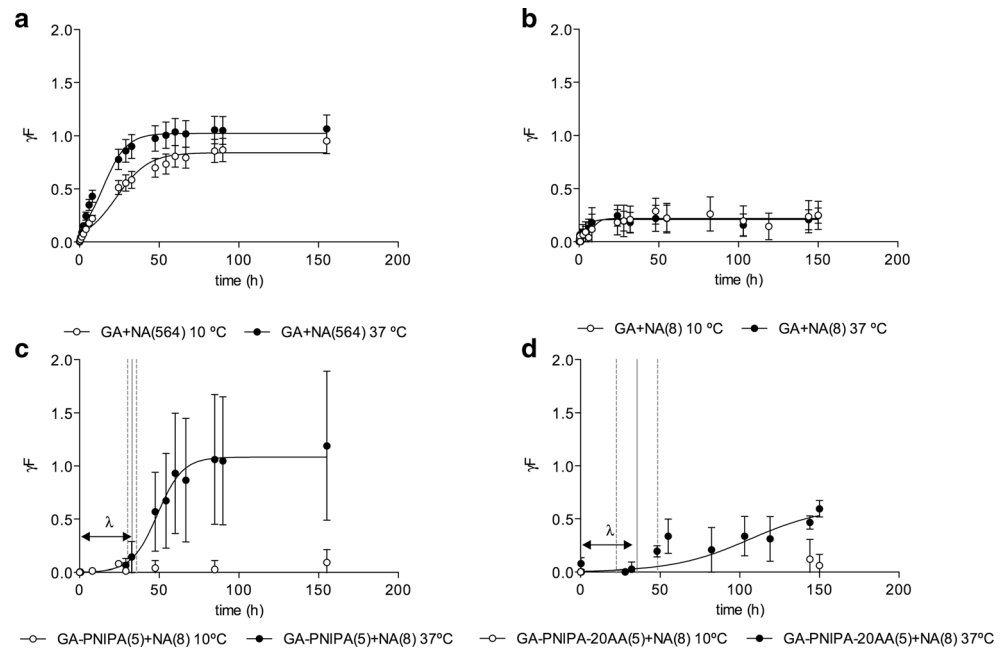 a
b
2.0
1.5
1.0
0.5
0.0
γF
0 50 100 150 200
time (h)
GA+NA(564) 10 ºC GA+NA(564) 37 ºC
2.0
1.5
1.0
0.5
0.0
γF
0 50 100 150 200
time (h)
GA+NA(8) 10 ºC GA+NA(8) 37 ºC
c
d
2.0
1.5
1.0
0.5
0.0
γF
λ
0 50 100 150 200
time (h)
GA-PNIPA(5)+NA(8) 10ºC GA-PNIPA(5)+NA(8) 37ºC
2.0
1.5
1.0
0.5
0.0
γF
λ
0 50 100 150 200
time (h)
GA-PNIPA-20AA(5)+NA(8) 10ºC GA-PNIPA-20AA(5)+NA(8) 37ºC